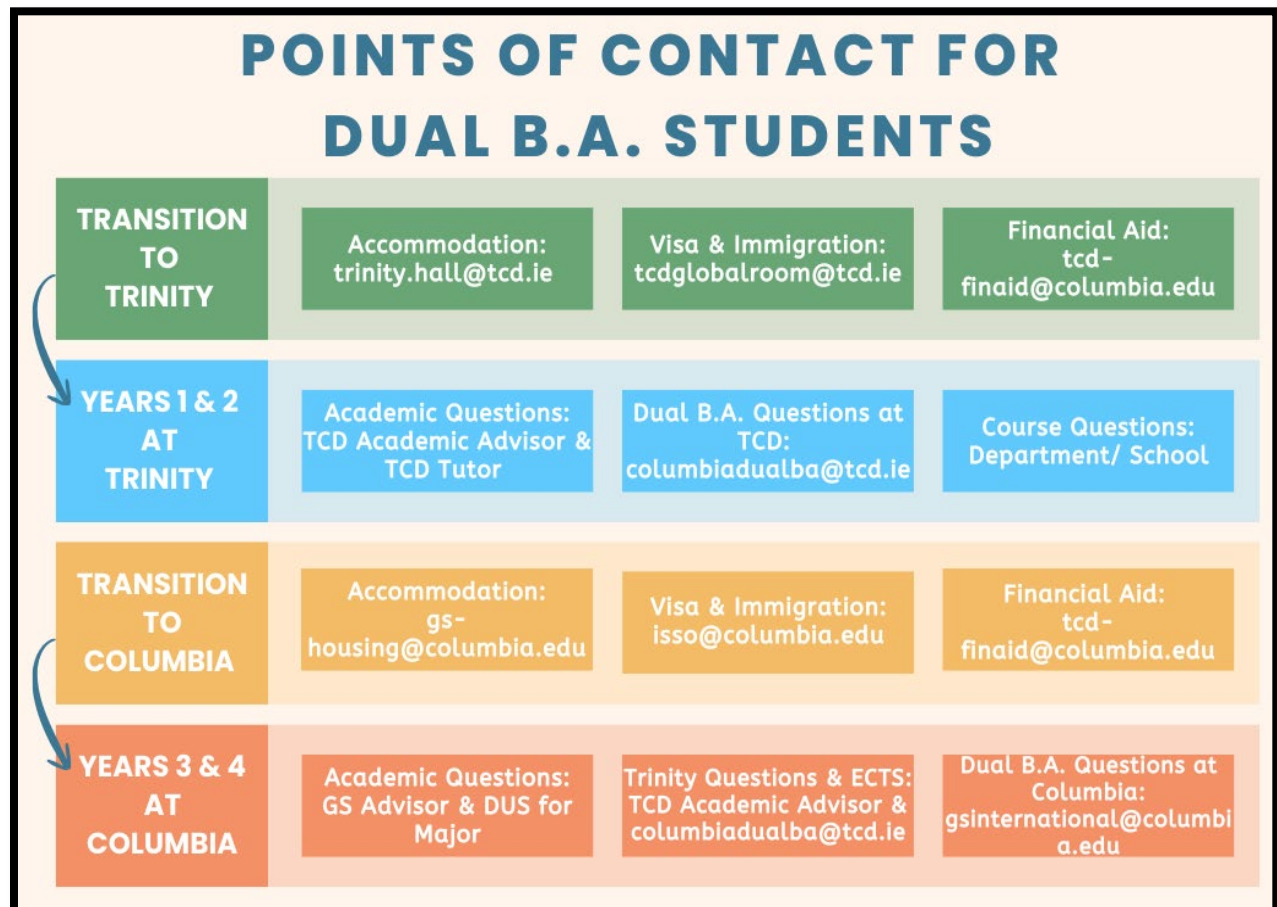 POINTS OF CONTACT FOR
DUAL B.A. STUDENTS
TRANSITION
TO
TRINITY
Accommodation:
trinity.hall@tcd.ie
Visa & Immigration:
tcdglobalroom@tcd.ie
Financial Aid:
tcd-
finaid@columbia.edu
YEARS 1 & 2
AT
TRINITY
Academic Questions:
TCD Academic Advisor &
TCD Tutor
Dual B.A. Questions at
TCD:
columbiadualba@tcd.ie
Course Questions:
Department/ School
TRANSITION
TO
COLUMBIA
Accommodation:
gs-
housing@columbia.edu
Visa & Immigration:
isso@columbia.edu
Financial Aid:
tcd-
finaid@columbia.edu
YEARS 3 & 4
AT
COLUMBIA
Academic Questions:
GS Advisor & DUS for
Major
Trinity Questions & ECTS:
TCD Academic Advisor &
columbiadualba@tcd.ie
Dual B.A. Questions at
Columbia:
gsinternational@columbi
a.edu